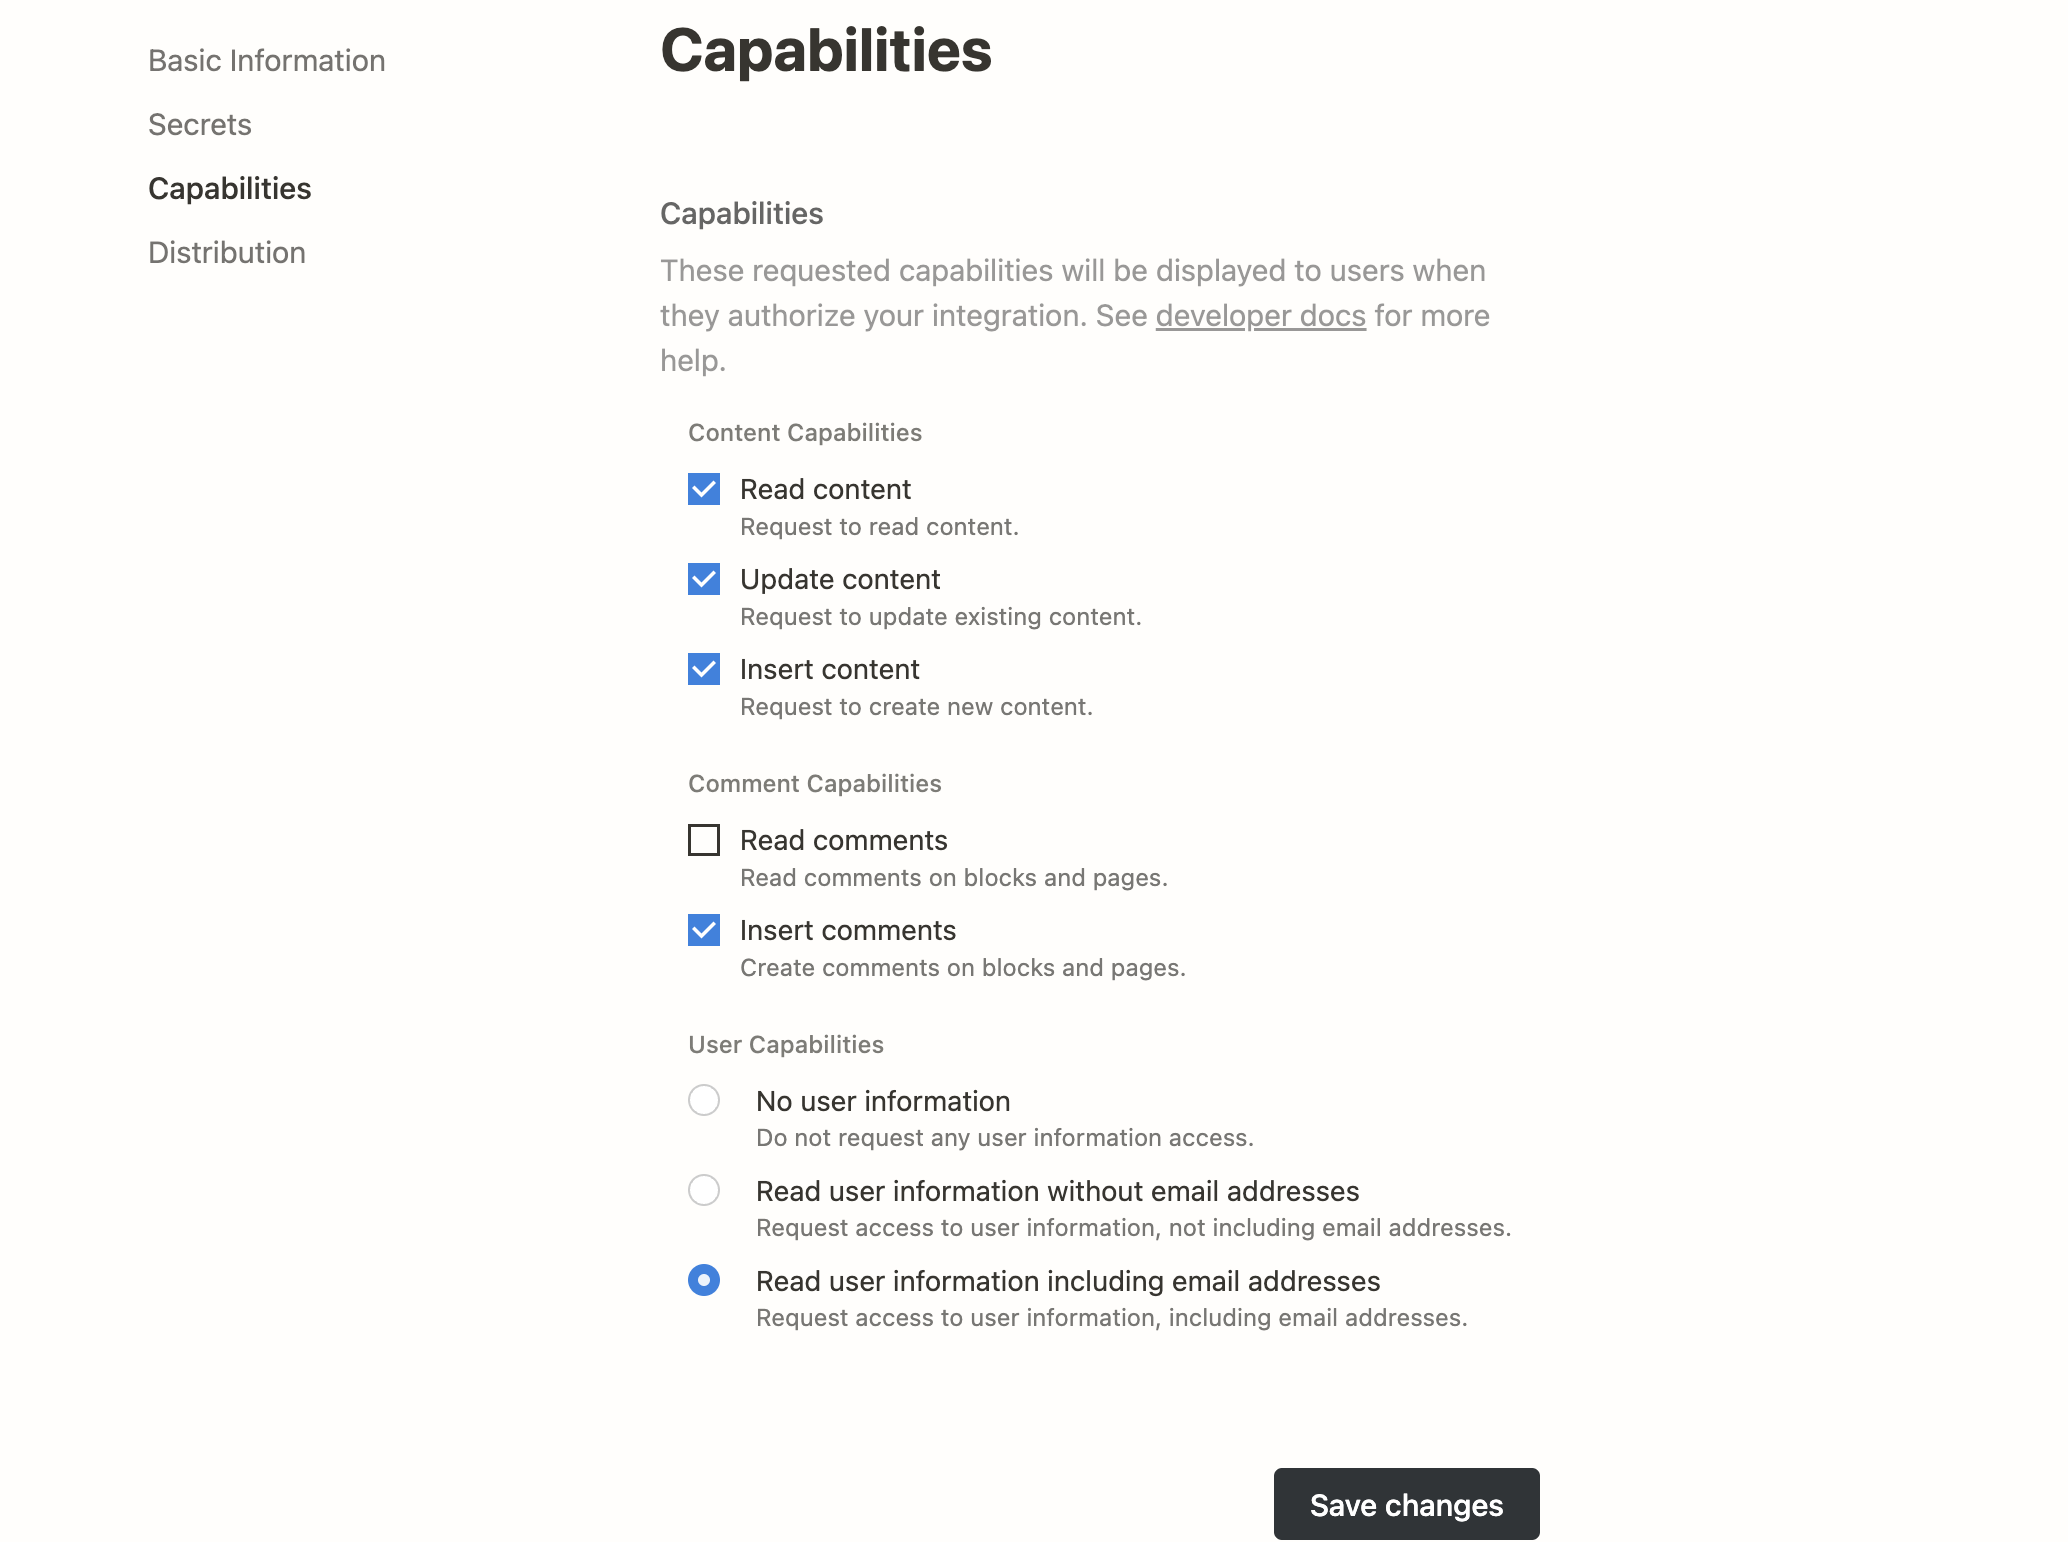 Basic Information
Secrets
Capabilities
Distribution
Capabilities
Capabilities
These requested capabilities will be displayed to users when
they authorize your integration. See developer docs for more
help.
Content Capabilities
Read content
Request to read content.
Update content
Request to update existing content.
Insert content
Request to create new content.
Comment Capabilities
Read comments
Read comments on blocks and pages.
Insert comments
Create comments on blocks and pages.
User Capabilities
No user information
Do not request any user information access.
Read user information without email addresses
Request access to user information, not including email addresses.
Read user information including email addresses
Request access to user information, including email addresses.
Save changes